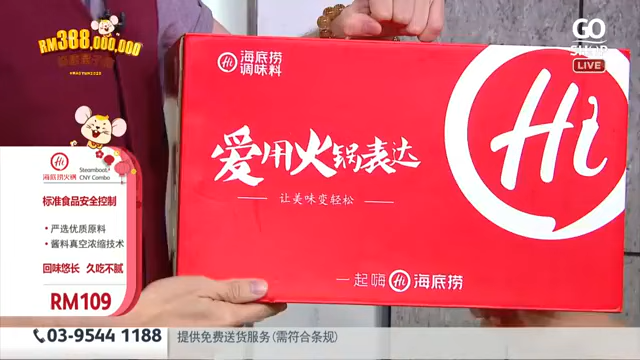 RM388,000,000
GO
SHOP
LIVE
Hi 海底捞
调味料
Hi
爱用火锅表达
让美味变轻松
一起嗨 Hi 海底捞
Hi
海底捞火锅
Steamboat
CNY Combo
标准食品安全控制
• 严选优质原料
• 酱料真空浓缩技术
回味悠长 久吃不腻
RM109
03-9544 1188 提供免费送货服务(需符合条规)